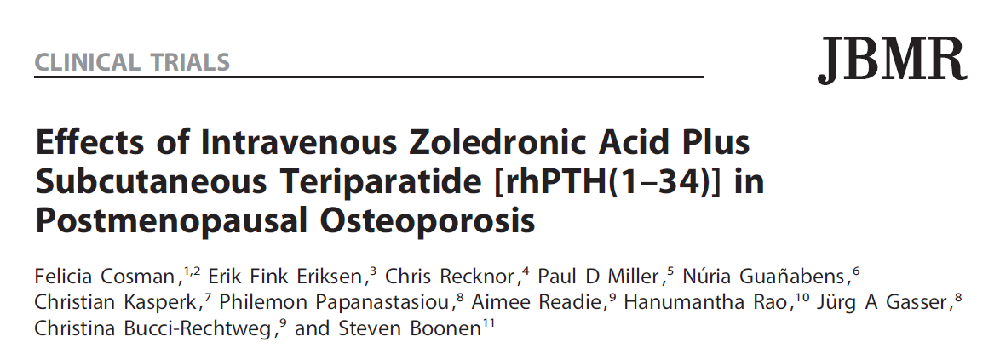 CLINICAL TRIALS
JBMR
Effects of Intravenous Zoledronic Acid Plus
Subcutaneous Teriparatide [rhPTH(1–34)] in
Postmenopausal Osteoporosis
Felicia Cosman,1,2 Erik Fink Eriksen,3 Chris Recknor,4 Paul D Miller,5 Núria Guañabens,6
Christian Kasperk,7 Philemon Papanastasiou,8 Aimee Readie,9 Hanumantha Rao,10 Jürg A Gasser,8
Christina Bucci-Rechtweg,9 and Steven Boonen11